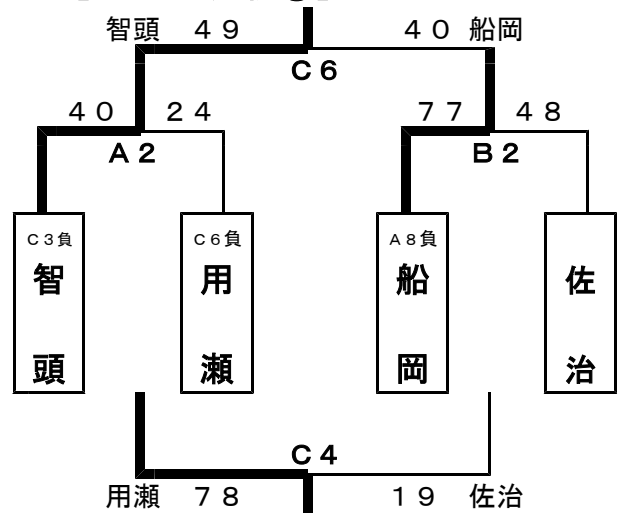 智頭 ４９ ４０ 船岡
Ｃ６
４０ ２４ ７７ ４８
Ａ２ Ｂ２
Ｃ３負 Ｃ６負 Ａ８負
智頭 用瀬 船岡 佐治
Ｃ４
用瀬 ７８ １９ 佐治